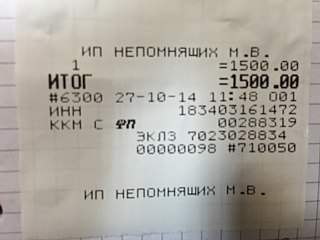 ИП НЕПОМНЯЩИХ М.В.
1 =1500.00
ИТОГ =1500.00
#6300 27-10-14 11:48 001
ИНН 183403161472
ККМ С ФП 00288319
ЭКЛЗ 7023028834
00000098 #710050
ИП НЕПОМНЯЩИХ М.В.